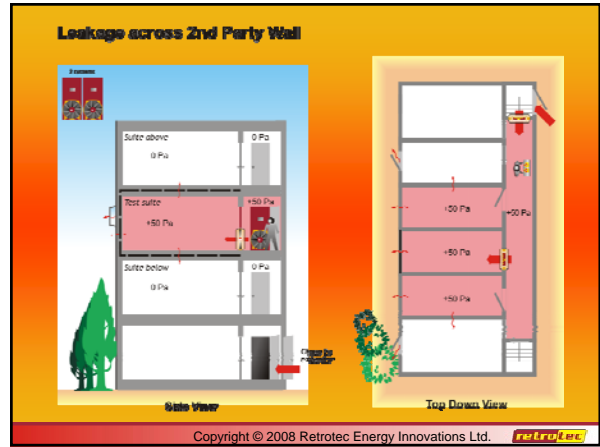 Leakage across 2nd Party Wall
Suite above
0 Pa
0 Pa
Test suite
+50 Pa
+50 Pa
Suite below
0 Pa
0 Pa
Side View
+50 Pa
+50 Pa
+50 Pa
+50 Pa
Top Down View
Copyright © 2008 Retrotec Energy Innovations Ltd.
retrotec